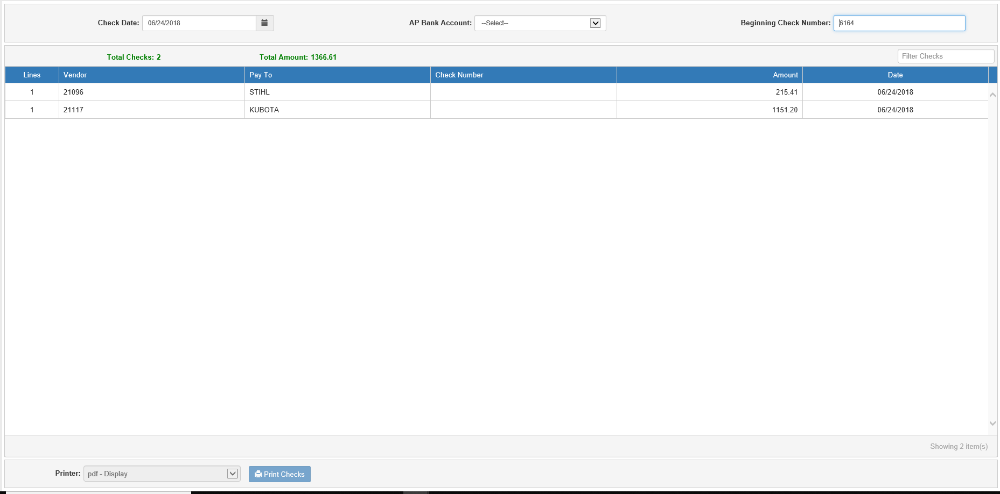 Check Date: 06/24/2018 AP Bank Account: --Select-- Beginning Check Number: 6164
Total Checks: 2 Total Amount: 1366.61 Filter Checks
Lines Vendor Pay To Check Number Amount Date
1 21096 STIHL 215.41 06/24/2018
1 21117 KUBOTA 1151.20 06/24/2018
Showing 2 item(s)
Printer: pdf - Display Print Checks